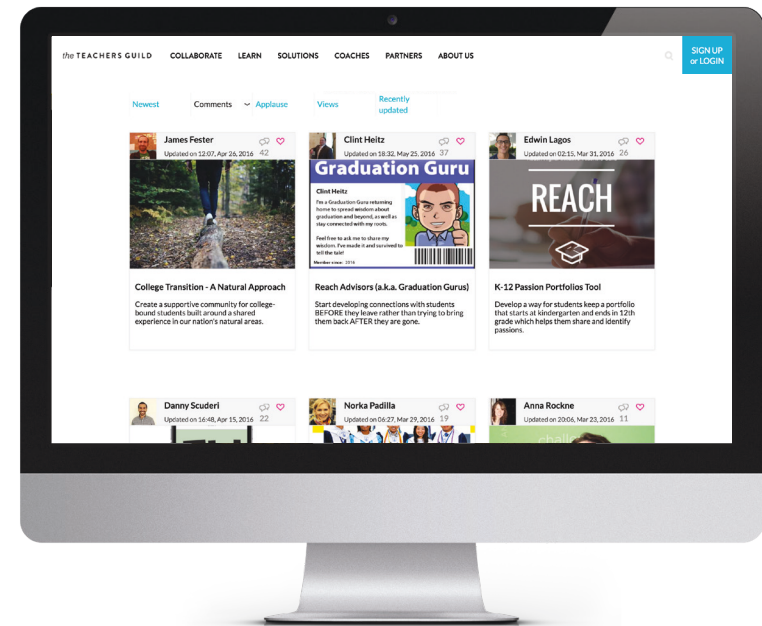 the TEACHERS GUILD COLLABORATE LEARN SOLUTIONS COACHES PARTNERS ABOUT US
SIGN UP
or LOGIN
Newest Comments Applause Views Recently
updated
James Fester
Updated on 12:07, Apr 26, 2016 42
College Transition - A Natural Approach
Create a supportive community for college-
bound students built around a shared
experience in our nation's natural areas.
Clint Heitz
Updated on 18:32, May 25, 2016 37
Graduation Guru
Clint Heitz
I'm a Graduation Guru returning
home to spread wisdom about
graduation and beyond, as well as
stay connected with my roots.
Feel free to ask me to share my
wisdom. I've made it and survived to
tell the tale!
Member since: 2016
Reach Advisors (a.k.a. Graduation Gurus)
Start developing connections with students
BEFORE they leave rather than trying to bring
them back AFTER they are gone.
Edwin Lagos
Updated on 02:15, Mar 31, 2016 26
REACH
K-12 Passion Portfolios Tool
Develop a way for students keep a portfolio
that starts at kindergarten and ends in 12th
grade which helps them share and identify
passions.
Danny Scuderi
Updated on 16:48, Apr 15, 2016 22
Norka Padilla
Updated on 06:27, Mar 29, 2016 19
Anna Rockne
Updated on 20:06, Mar 23, 2016 11